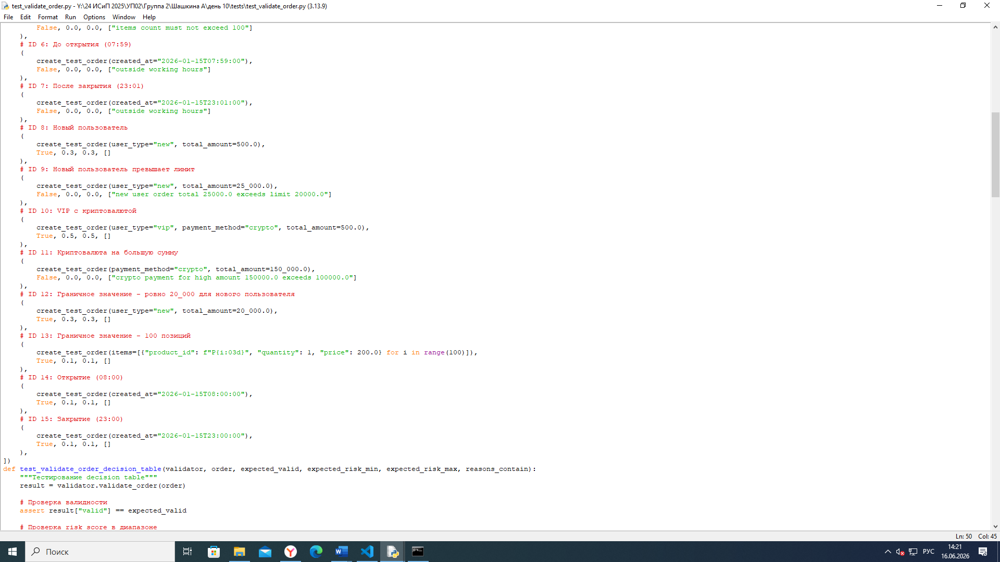 test_validate_order.py - Y:\24 ИСиП 2025\УП02\Группа 2\Шашкина А\день 10\tests\test_validate_order.py (3.13.9)
File Edit Format Run Options Window Help
        False, 0.0, 0.0, ["items count must not exceed 100"]
    ),
    # ID 6: До открытия (07:59)
    (
        create_test_order(created_at="2026-01-15T07:59:00"),
        False, 0.0, 0.0, ["outside working hours"]
    ),
    # ID 7: После закрытия (23:01)
    (
        create_test_order(created_at="2026-01-15T23:01:00"),
        False, 0.0, 0.0, ["outside working hours"]
    ),
    # ID 8: Новый пользователь
    (
        create_test_order(user_type="new", total_amount=500.0),
        True, 0.3, 0.3, []
    ),
    # ID 9: Новый пользователь превышает лимит
    (
        create_test_order(user_type="new", total_amount=25_000.0),
        False, 0.0, 0.0, ["new user order total 25000.0 exceeds limit 20000.0"]
    ),
    # ID 10: VIP с криптовалютой
    (
        create_test_order(user_type="vip", payment_method="crypto", total_amount=500.0),
        True, 0.5, 0.5, []
    ),
    # ID 11: Криптовалюта на большую сумму
    (
        create_test_order(payment_method="crypto", total_amount=150_000.0),
        False, 0.0, 0.0, ["crypto payment for high amount 150000.0 exceeds 100000.0"]
    ),
    # ID 12: Граничное значение - ровно 20_000 для нового пользователя
    (
        create_test_order(user_type="new", total_amount=20_000.0),
        True, 0.3, 0.3, []
    ),
    # ID 13: Граничное значение - 100 позиций
    (
        create_test_order(items=[{"product_id": f"P{i:03d}", "quantity": 1, "price": 200.0} for i in range(100)]),
        True, 0.1, 0.1, []
    ),
    # ID 14: Открытие (08:00)
    (
        create_test_order(created_at="2026-01-15T08:00:00"),
        True, 0.1, 0.1, []
    ),
    # ID 15: Закрытие (23:00)
    (
        create_test_order(created_at="2026-01-15T23:00:00"),
        True, 0.1, 0.1, []
    ),
])
def test_validate_order_decision_table(validator, order, expected_valid, expected_risk_min, expected_risk_max, reasons_contain):
    """Тестирование decision table"""
    result = validator.validate_order(order)
    # Проверка валидности
    assert result["valid"] == expected_valid
    # Проверка risk score в диапазоне
Ln: 50 Col: 45
Поиск
РУС
14:21
16.06.2026